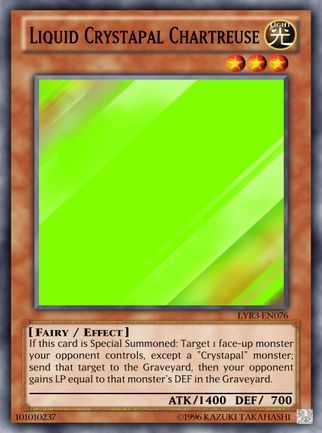 LIQUID CRYSTAPAL CHARTREUSE
LIGHT
光
LYR3-EN076
[ FAIRY / EFFECT ]
If this card is Special Summoned: Target 1 face-up monster
your opponent controls, except a "Crystapal" monster;
send that target to the Graveyard, then your opponent
gains LP equal to that monster's DEF in the Graveyard.
ATK/1400 DEF/ 700
101010237
©1996 KAZUKI TAKAHASHI